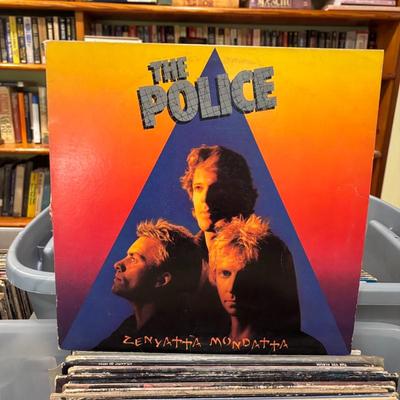 THE
POLICE
ZENYATTA MONDATTA